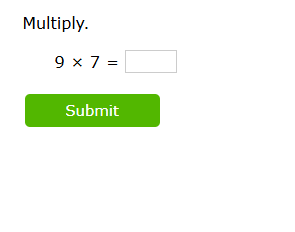 Multiply.
9 × 7 =
Submit